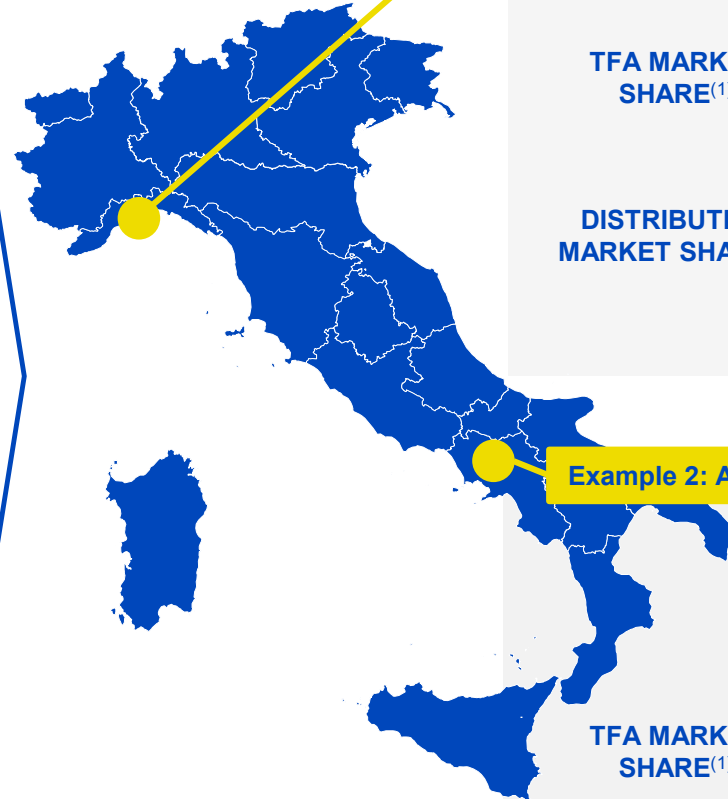 TFA MARK
SHARE(1)
DISTRIBUTI
MARKET SHA
Example 2: A
TFA MARK
SHARE(1)